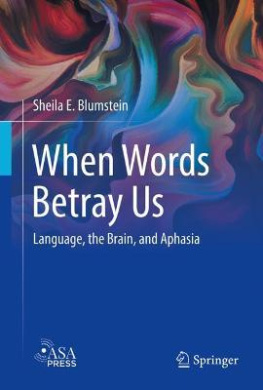 Sheila E. Blumstein
When Words
Betray Us
Language, the Brain, and Aphasia
ASA
PRESS
Springer